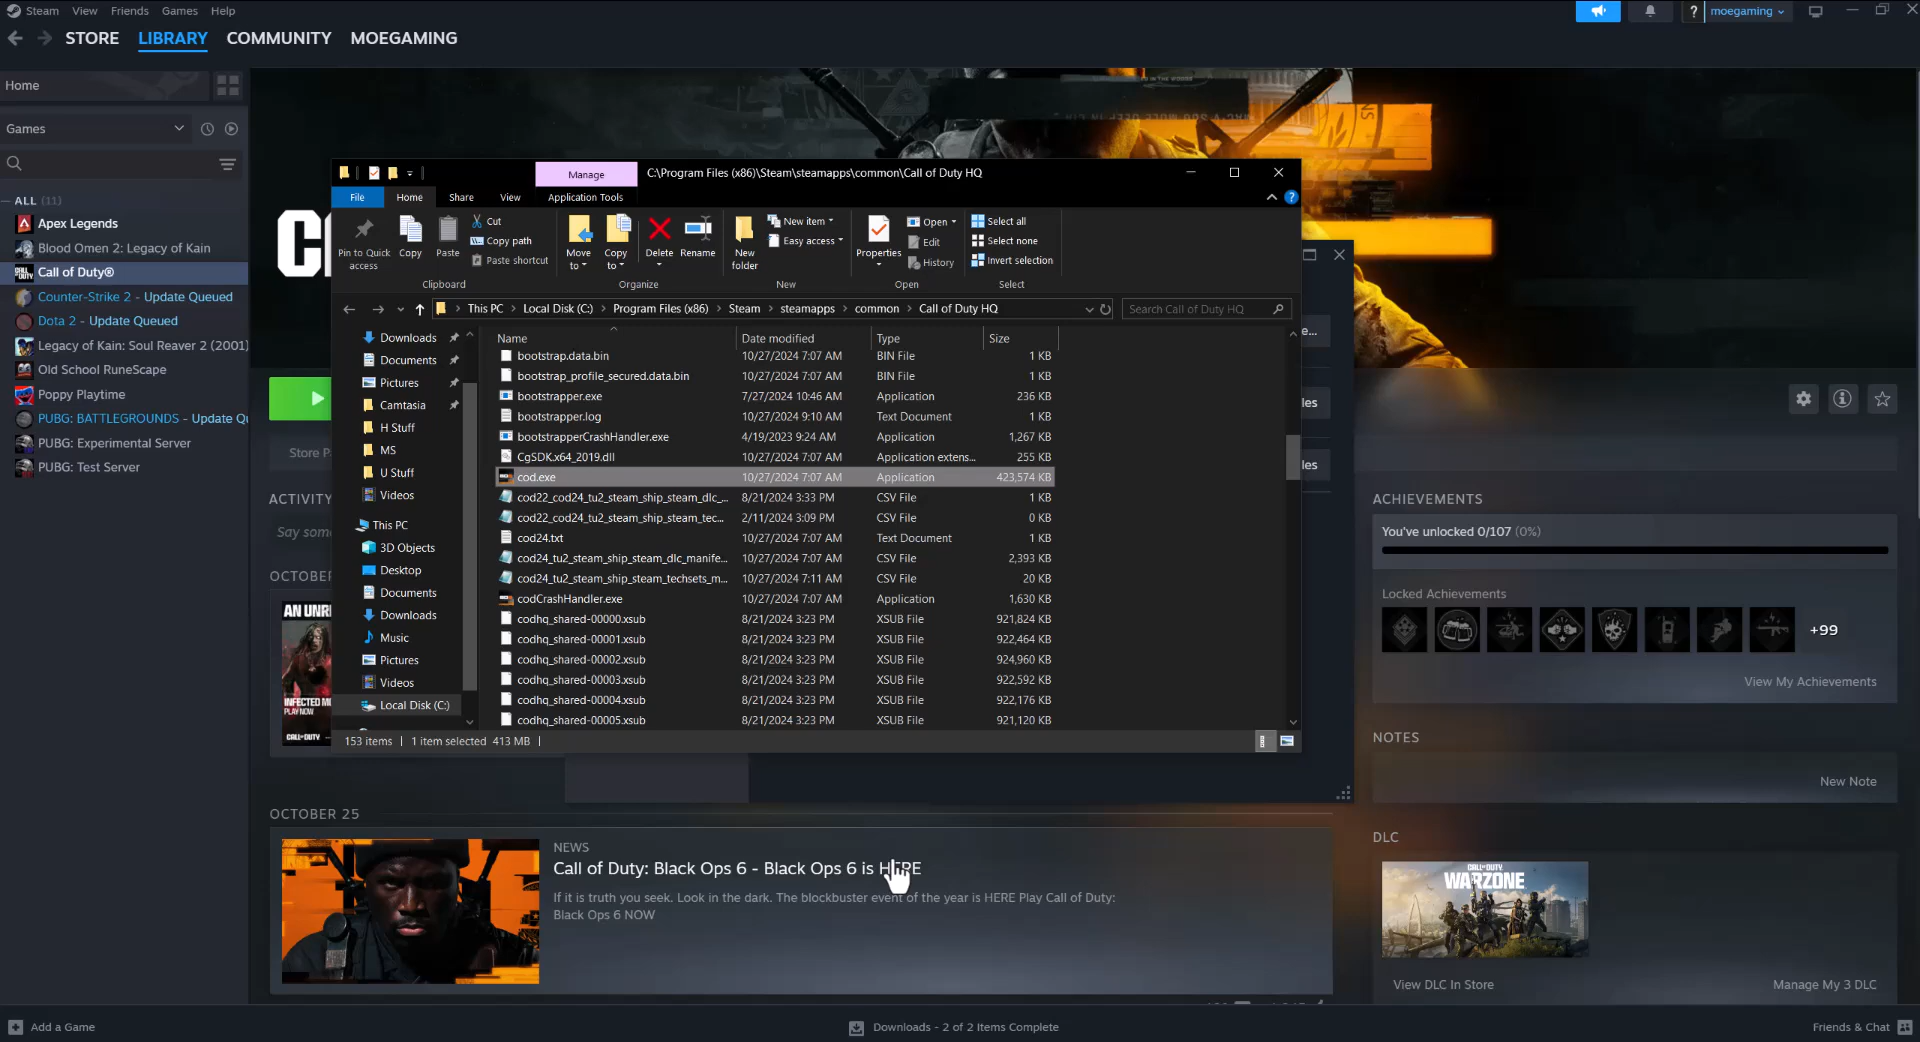 Steam View Friends Games Help
moegaming
STORE LIBRARY COMMUNITY MOEGAMING
Home
Games
ALL (11)
Apex Legends
Blood Omen 2: Legacy of Kain
Call of Duty®
Counter-Strike 2 - Update Queued
Dota 2 - Update Queued
Legacy of Kain: Soul Reaver 2 (2001)
Old School RuneScape
Poppy Playtime
PUBG: BATTLEGROUNDS - Update Qu
PUBG: Experimental Server
PUBG: Test Server
Manage C:\Program Files (x86)\Steam\steamapps\common\Call of Duty HQ
File Home Share View Application Tools
Pin to Quick access
Copy
Paste
Cut
Copy path
Paste shortcut
Clipboard
Move to
Copy to
Delete
Rename
Organize
New folder
New item
Easy access
New
Properties
Open
Edit
History
Open
Select all
Select none
Invert selection
Select
This PC > Local Disk (C:) > Program Files (x86) > Steam > steamapps > common > Call of Duty HQ
Search Call of Duty HQ
Downloads
Documents
Pictures
Camtasia
H Stuff
MS
U Stuff
Videos
This PC
3D Objects
Desktop
Documents
Downloads
Music
Pictures
Videos
Local Disk (C:)
Name Date modified Type Size
bootstrap.data.bin 10/27/2024 7:07 AM BIN File 1 KB
bootstrap_profile_secured.data.bin 10/27/2024 7:07 AM BIN File 1 KB
bootstrapper.exe 7/27/2024 10:46 AM Application 236 KB
bootstrapper.log 10/27/2024 9:10 AM Text Document 1 KB
bootstrapperCrashHandler.exe 4/19/2023 9:24 AM Application 1,267 KB
CgSDK.x64_2019.dll 10/27/2024 7:07 AM Application extens... 255 KB
cod.exe 10/27/2024 7:07 AM Application 423,574 KB
cod22_cod24_tu2_steam_ship_steam_dlc_... 8/21/2024 3:33 PM CSV File 1 KB
cod22_cod24_tu2_steam_ship_steam_tec... 2/11/2024 3:09 PM CSV File 0 KB
cod24.txt 10/27/2024 7:07 AM Text Document 1 KB
cod24_tu2_steam_ship_steam_dlc_manife... 10/27/2024 7:07 AM CSV File 2,393 KB
cod24_tu2_steam_ship_steam_techsets_m... 10/27/2024 7:11 AM CSV File 20 KB
codCrashHandler.exe 10/27/2024 7:07 AM Application 1,630 KB
codhq_shared-00000.xsub 8/21/2024 3:23 PM XSUB File 921,824 KB
codhq_shared-00001.xsub 8/21/2024 3:23 PM XSUB File 922,464 KB
codhq_shared-00002.xsub 8/21/2024 3:23 PM XSUB File 924,960 KB
codhq_shared-00003.xsub 8/21/2024 3:23 PM XSUB File 922,592 KB
codhq_shared-00004.xsub 8/21/2024 3:23 PM XSUB File 922,176 KB
codhq_shared-00005.xsub 8/21/2024 3:23 PM XSUB File 921,120 KB
153 items 1 item selected 413 MB
e...
les
les
Store P
ACTIVITY
Say some
OCTOBER
AN UNR
INFECTED M
PLAY NOW
CALL OF DUTY
OCTOBER 25
NEWS
Call of Duty: Black Ops 6 - Black Ops 6 is HERE
If it is truth you seek. Look in the dark. The blockbuster event of the year is HERE Play Call of Duty:
Black Ops 6 NOW
ACHIEVEMENTS
You've unlocked 0/107 (0%)
Locked Achievements
+99
View My Achievements
NOTES
New Note
DLC
CALL OF DUTY
WARZONE
View DLC In Store
Manage My 3 DLC
Add a Game
Downloads - 2 of 2 Items Complete
Friends & Chat